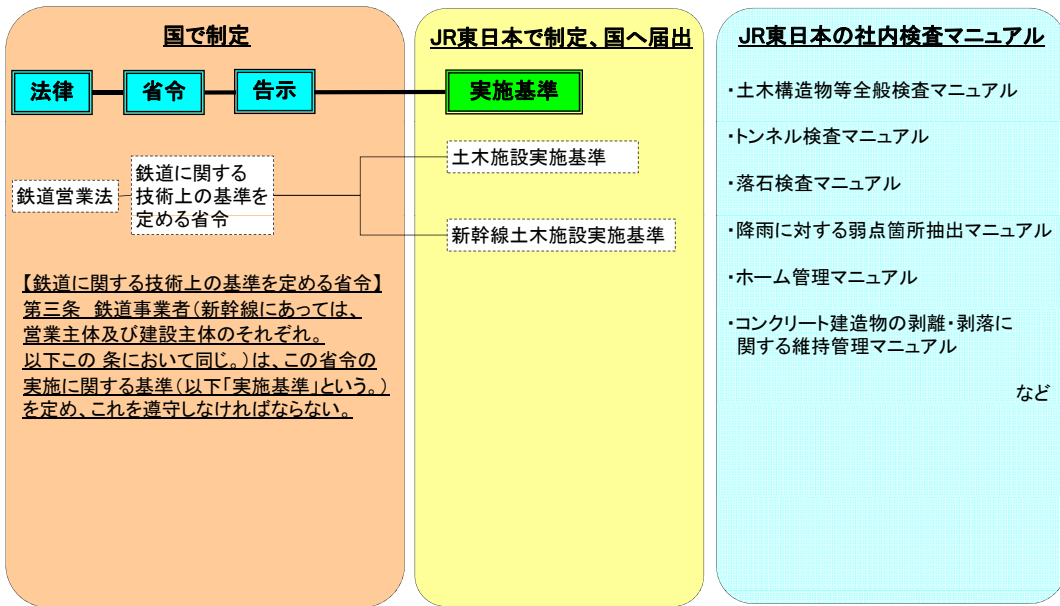 国で制定
法律
省令
告示
鉄道営業法
鉄道に関する
技術上の基準を
定める省令
【鉄道に関する技術上の基準を定める省令】
第三条　鉄道事業者(新幹線にあっては、
営業主体及び建設主体のそれぞれ。
以下この 条において同じ。)は、この省令の
実施に関する基準(以下「実施基準」という。)
を定め、これを遵守しなければならない。
JR東日本で制定、国へ届出
実施基準
土木施設実施基準
新幹線土木施設実施基準
JR東日本の社内検査マニュアル
・土木構造物等全般検査マニュアル
・トンネル検査マニュアル
・落石検査マニュアル
・降雨に対する弱点箇所抽出マニュアル
・ホーム管理マニュアル
・コンクリート建造物の剥離・剥落に
関する維持管理マニュアル
など